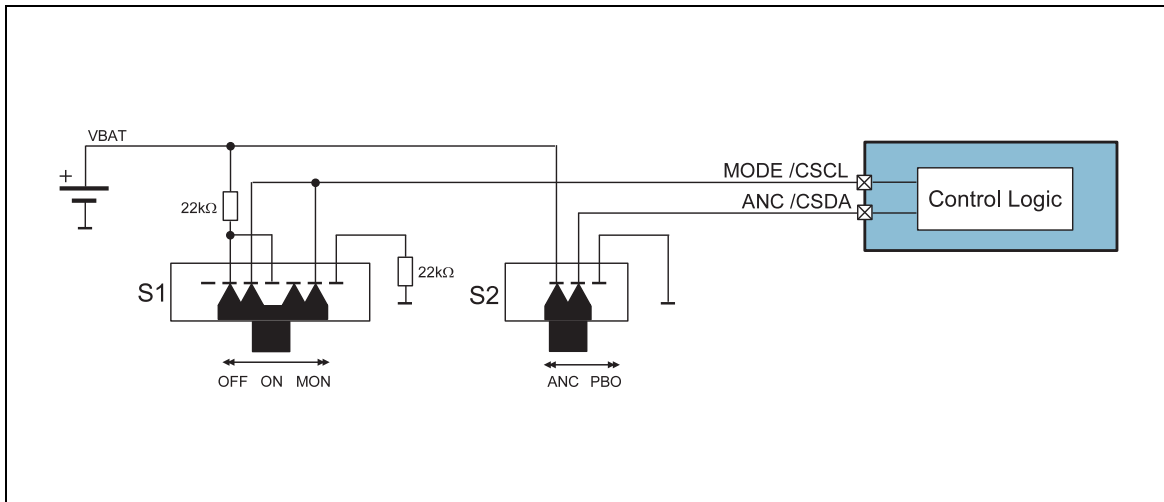 VBAT
+
22kΩ
MODE /CSCL
ANC /CSDA
Control Logic
22kΩ
S1
S2
OFF ON MON
ANC PBO